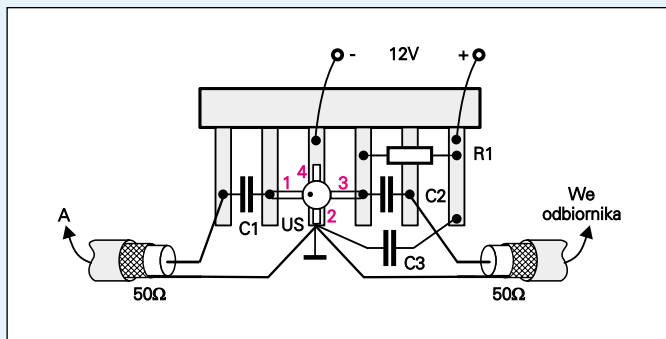 - 12V +
R1
4
1 3
We
odbiornika
A
C1 US 2 C2
C3
50Ω 50Ω